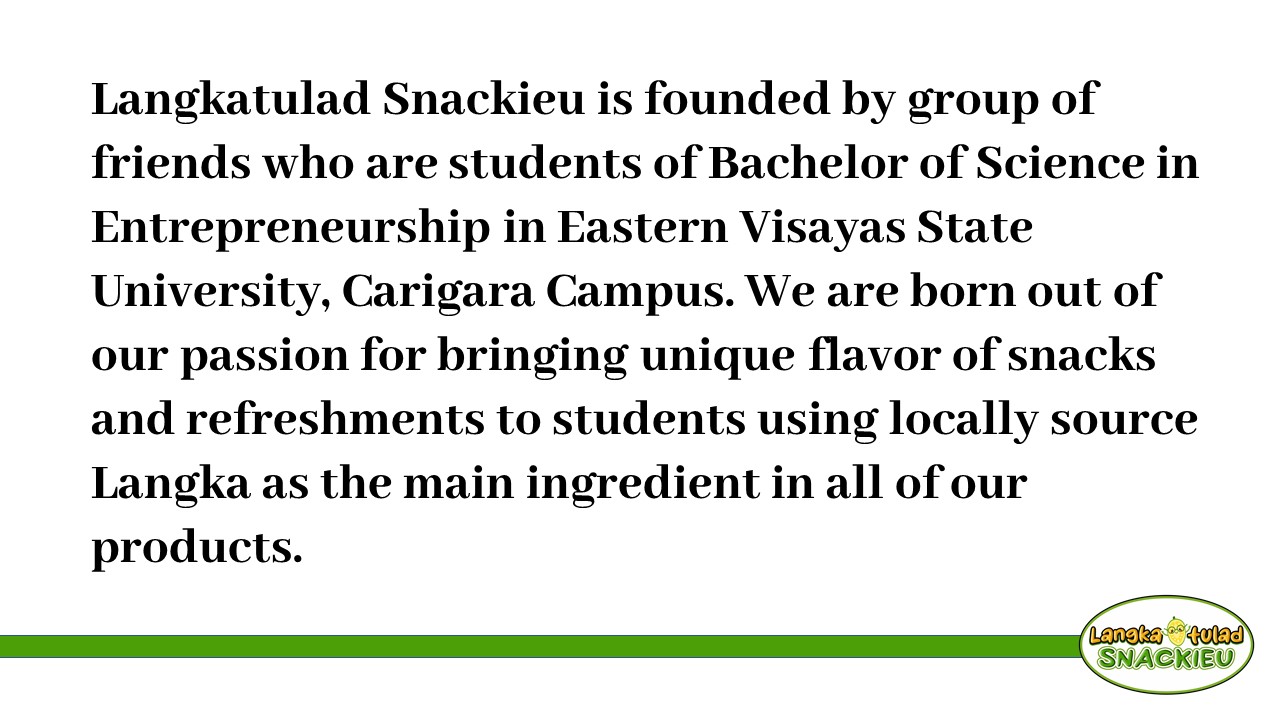 Langkatulad Snackieu is founded by group of
friends who are students of Bachelor of Science in
Entrepreneurship in Eastern Visayas State
University, Carigara Campus. We are born out of
our passion for bringing unique flavor of snacks
and refreshments to students using locally source
Langka as the main ingredient in all of our
products.
Langka tulad
SNACKIEU